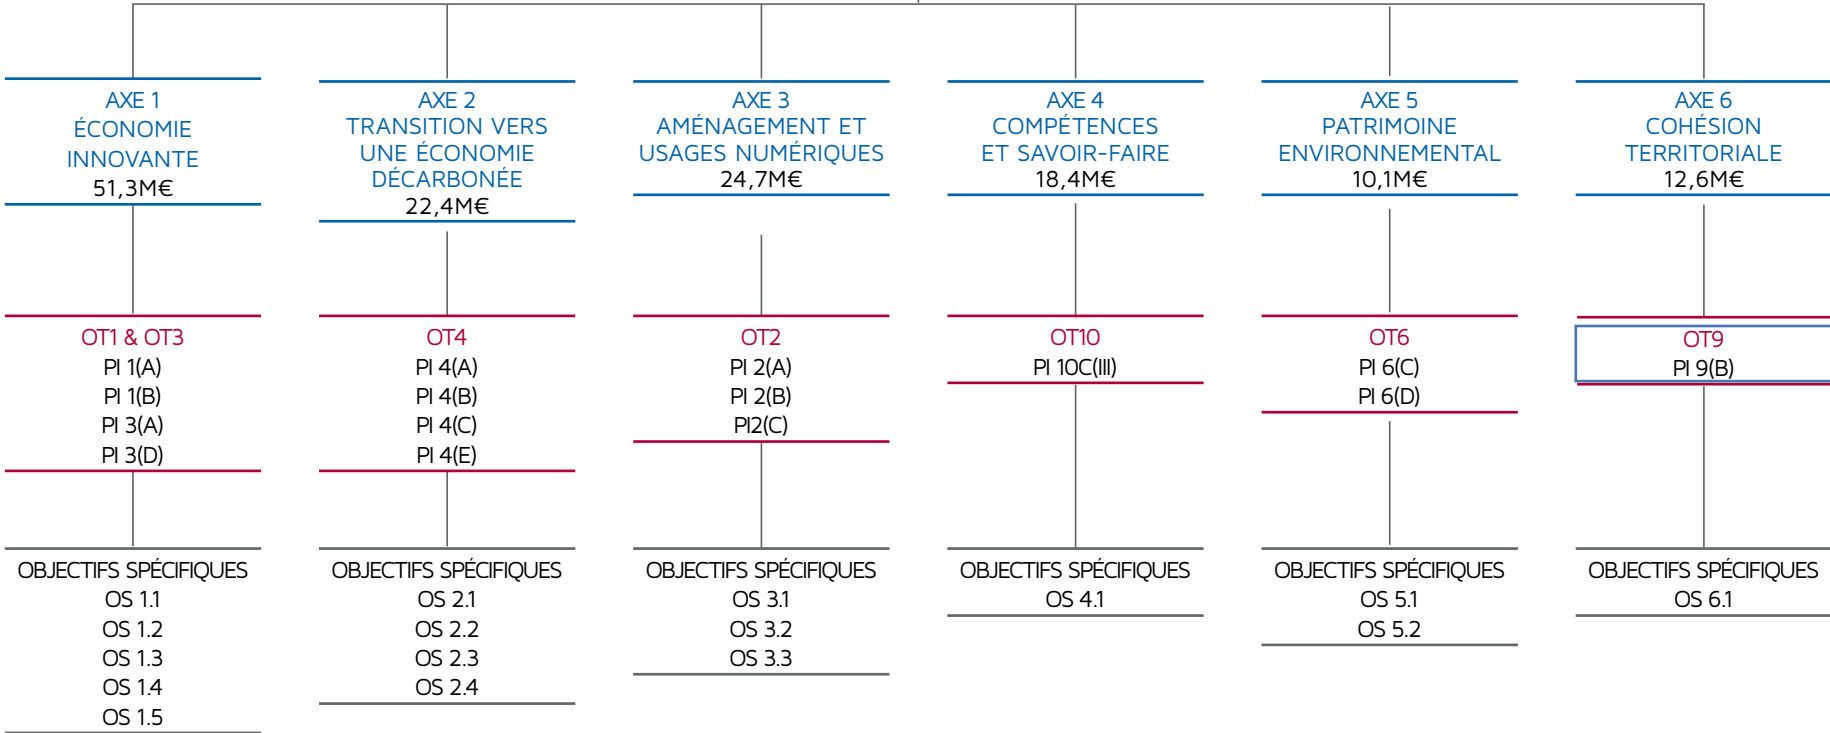 AXE 1
ÉCONOMIE
INNOVANTE
51,3M€
OT1 & OT3
PI 1(A)
PI 1(B)
PI 3(A)
PI 3(D)
OBJECTIFS SPÉCIFIQUES
OS 1.1
OS 1.2
OS 1.3
OS 1.4
OS 1.5
AXE 2
TRANSITION VERS
UNE ÉCONOMIE
DÉCARBONÉE
22,4M€
OT4
PI 4(A)
PI 4(B)
PI 4(C)
PI 4(E)
OBJECTIFS SPÉCIFIQUES
OS 2.1
OS 2.2
OS 2.3
OS 2.4
AXE 3
AMÉNAGEMENT ET
USAGES NUMÉRIQUES
24,7M€
OT2
PI 2(A)
PI 2(B)
PI2(C)
OBJECTIFS SPÉCIFIQUES
OS 3.1
OS 3.2
OS 3.3
AXE 4
COMPÉTENCES
ET SAVOIR-FAIRE
18,4M€
OT10
PI 10C(III)
OBJECTIFS SPÉCIFIQUES
OS 4.1
AXE 5
PATRIMOINE
ENVIRONNEMENTAL
10,1M€
OT6
PI 6(C)
PI 6(D)
OBJECTIFS SPÉCIFIQUES
OS 5.1
OS 5.2
AXE 6
COHÉSION
TERRITORIALE
12,6M€
OT9
PI 9(B)
OBJECTIFS SPÉCIFIQUES
OS 6.1